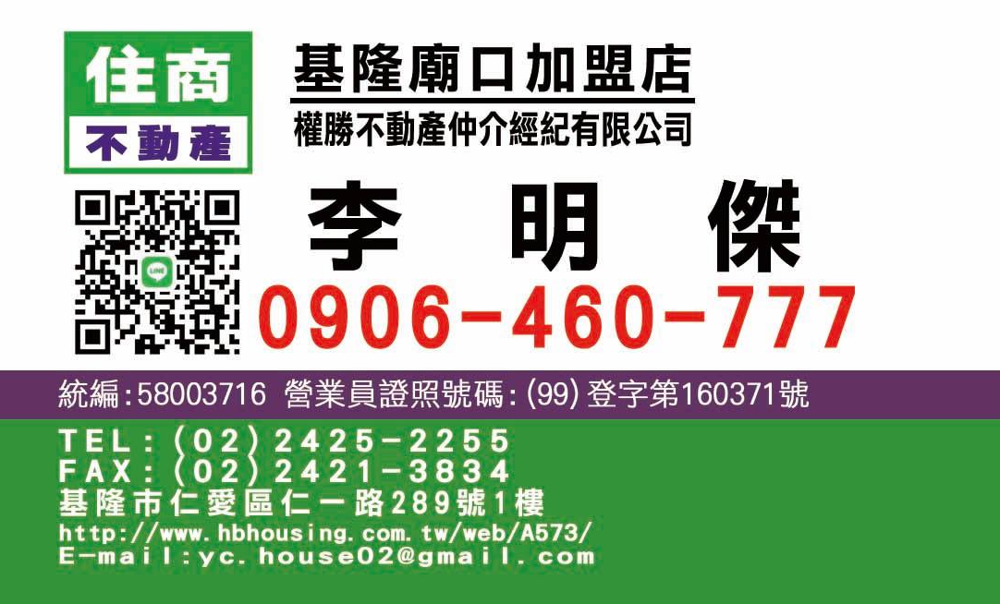 住商
不動產
基隆廟口加盟店
權勝不動產仲介經紀有限公司
李明傑
LINE
0906-460-777
統編:58003716 營業員證照號碼:(99)登字第160371號
TEL:(02)2425-2255
FAX:(02)2421-3834
基隆市仁愛區仁一路289號1樓
http://www.hbhousing.com.tw/web/A573/
E-mail:yc.house02@gmail.com